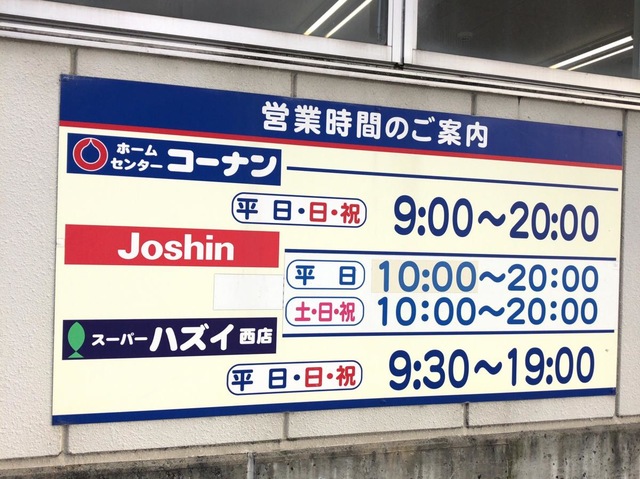 営業時間のご案内
ホーム
センター コーナン
平日・日・祝 9:00～20:00
Joshin
平日 10:00～20:00
土・日・祝 10:00～20:00
スーパーハズイ西店
平日・日・祝 9:30～19:00